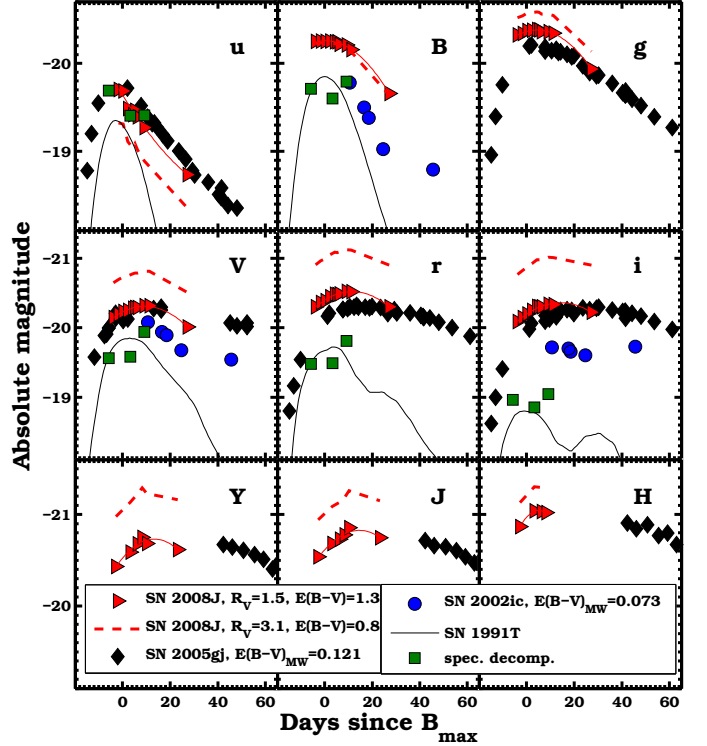 u
B
g
−20
−19
V
r
i
−21
−20
−19
Y
J
H
−21
−20
Absolute magnitude
SN 2008J, R_V=1.5, E(B−V)=1.3
SN 2008J, R_V=3.1, E(B−V)=0.8
SN 2005gj, E(B−V)_MW=0.121
SN 2002ic, E(B−V)_MW=0.073
SN 1991T
spec. decomp.
0 20 40 60 0 20 40 60 0 20 40 60
Days since B_max